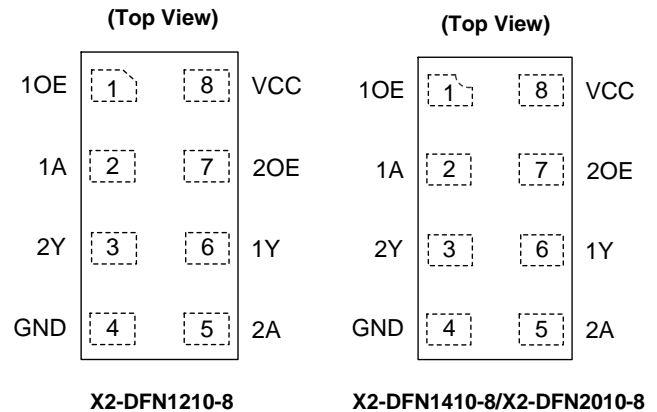 (Top View)
1OE 1 8 VCC
1A 2 7 2OE
2Y 3 6 1Y
GND 4 5 2A
X2-DFN1210-8
(Top View)
1OE 1 8 VCC
1A 2 7 2OE
2Y 3 6 1Y
GND 4 5 2A
X2-DFN1410-8/X2-DFN2010-8